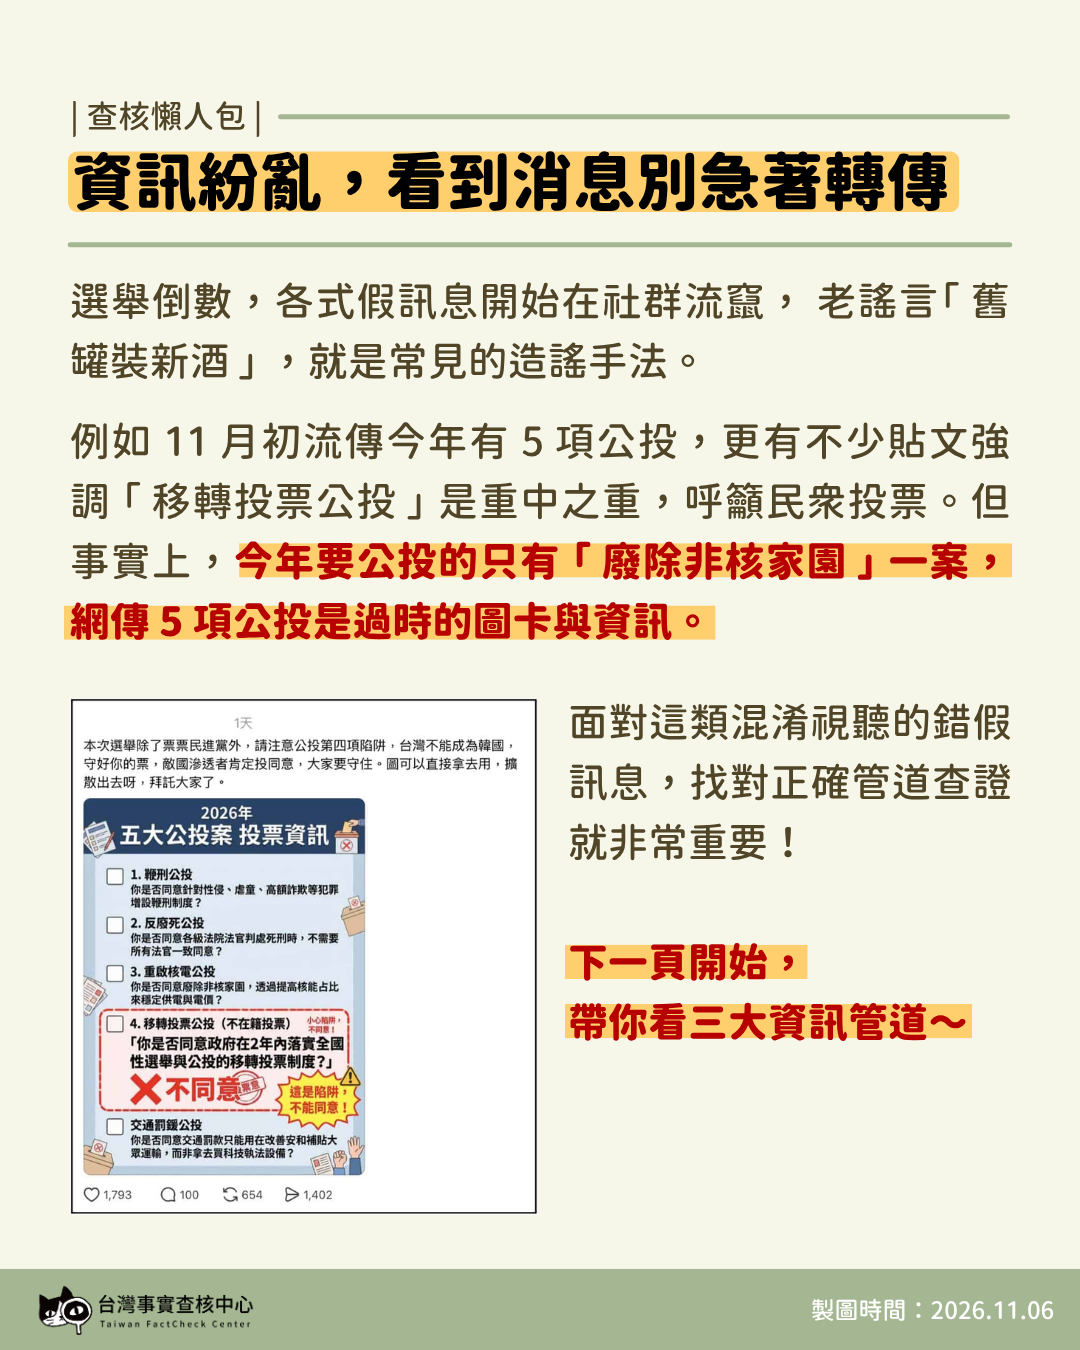 |查核懶人包|
資訊紛亂，看到消息別急著轉傳
選舉倒數，各式假訊息開始在社群流竄， 老謠言「舊
罐裝新酒」，就是常見的造謠手法。
例如 11 月初流傳今年有 5 項公投，更有不少貼文強
調「移轉投票公投」是重中之重，呼籲民眾投票。但
事實上，今年要公投的只有「廢除非核家園」一案，
網傳 5 項公投是過時的圖卡與資訊。
1天
本次選舉除了票票民進黨外，請注意公投第四項陷阱，台灣不能成為韓國，
守好你的票，敵國滲透者肯定投同意，大家要守住。圖可以直接拿去用，擴
散出去呀，拜託大家了。
2026年
五大公投案 投票資訊
1. 鞭刑公投
你是否同意針對性侵、虐童、高額詐欺等犯罪
增設鞭刑制度？
2. 反廢死公投
你是否同意各級法院法官判處死刑時，不需要
所有法官一致同意？
3. 重啟核電公投
你是否同意廢除非核家園，透過提高核能占比
來穩定供電與電價？
4. 移轉投票公投（不在籍投票）
小心陷阱，
不同意！
「你是否同意政府在2年內落實全國
性選舉與公投的移轉投票制度？」
不同意
這是陷阱，
不能同意！
交通罰鍰公投
你是否同意交通罰款只能用在改善安和補貼大
眾運輸，而非拿去買科技執法設備？
1,793 100 654 1,402
面對這類混淆視聽的錯假
訊息，找對正確管道查證
就非常重要！
下一頁開始，
帶你看三大資訊管道～
台灣事實查核中心
Taiwan FactCheck Center
製圖時間：2026.11.06